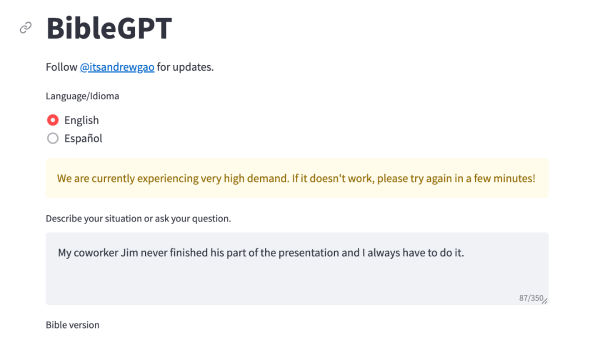 BibleGPT
Follow @itsandrewgao for updates.
Language/Idioma
English
Español
We are currently experiencing very high demand. If it doesn't work, please try again in a few minutes!
Describe your situation or ask your question.
My coworker Jim never finished his part of the presentation and I always have to do it.
87/350
Bible version